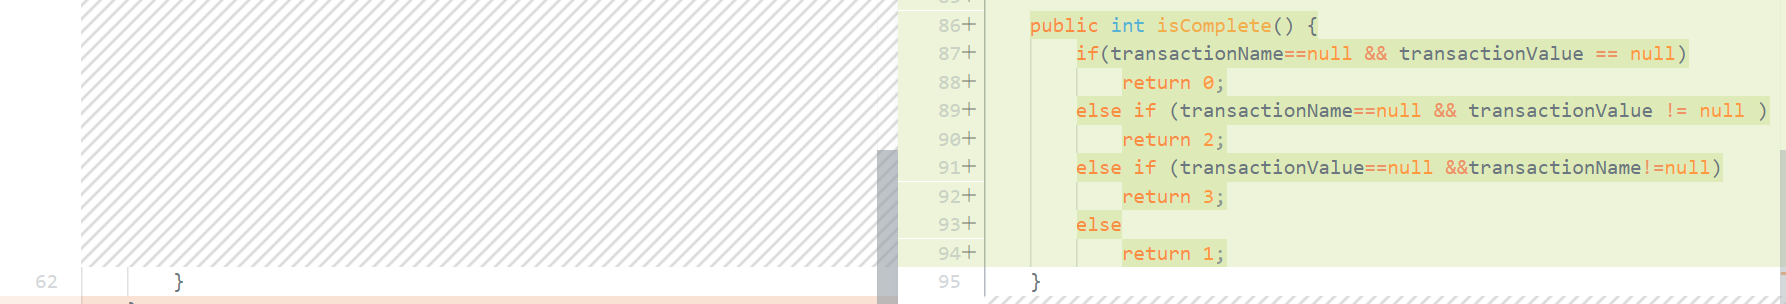 86+ public int isComplete() {
87+ if(transactionName==null && transactionValue == null)
88+ return 0;
89+ else if (transactionName==null && transactionValue != null )
90+ return 2;
91+ else if (transactionValue==null &&transactionName!=null)
92+ return 3;
93+ else
94+ return 1;
62 }
95 }